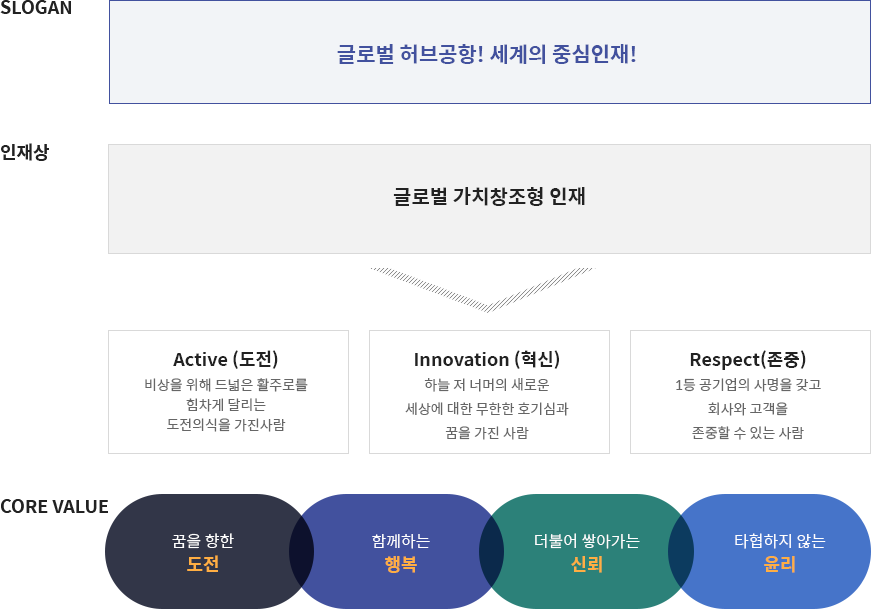 SLOGAN
글로벌 허브공항! 세계의 중심인재!
인재상
글로벌 가치창조형 인재
Active (도전)
비상을 위해 드넓은 활주로를
힘차게 달리는
도전의식을 가진사람
Innovation (혁신)
하늘 저 너머의 새로운
세상에 대한 무한한 호기심과
꿈을 가진 사람
Respect(존중)
1등 공기업의 사명을 갖고
회사와 고객을
존중할 수 있는 사람
CORE VALUE
꿈을 향한
도전
함께하는
행복
더불어 쌓아가는
신뢰
타협하지 않는
윤리